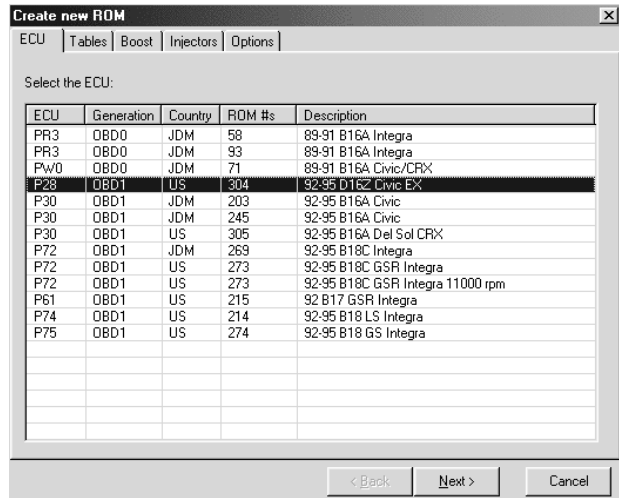 Create new ROM
ECU Tables Boost Injectors Options
Select the ECU:
ECU Generation Country ROM #s Description
PR3 OBD0 JDM 58 89-91 B16A Integra
PR3 OBD0 JDM 93 89-91 B16A Integra
PW0 OBD0 JDM 71 89-91 B16A Civic/CRX
P28 OBD1 US 304 92-95 D16Z Civic EX
P30 OBD1 JDM 203 92-95 B16A Civic
P30 OBD1 JDM 245 92-95 B16A Civic
P30 OBD1 US 305 92-95 B16A Del Sol CRX
P72 OBD1 JDM 269 92-95 B18C Integra
P72 OBD1 US 273 92-95 B18C GSR Integra
P72 OBD1 US 273 92-95 B18C GSR Integra 11000 rpm
P61 OBD1 US 215 92 B17 GSR Integra
P74 OBD1 US 214 92-95 B18 LS Integra
P75 OBD1 US 274 92-95 B18 GS Integra
< Back Next > Cancel